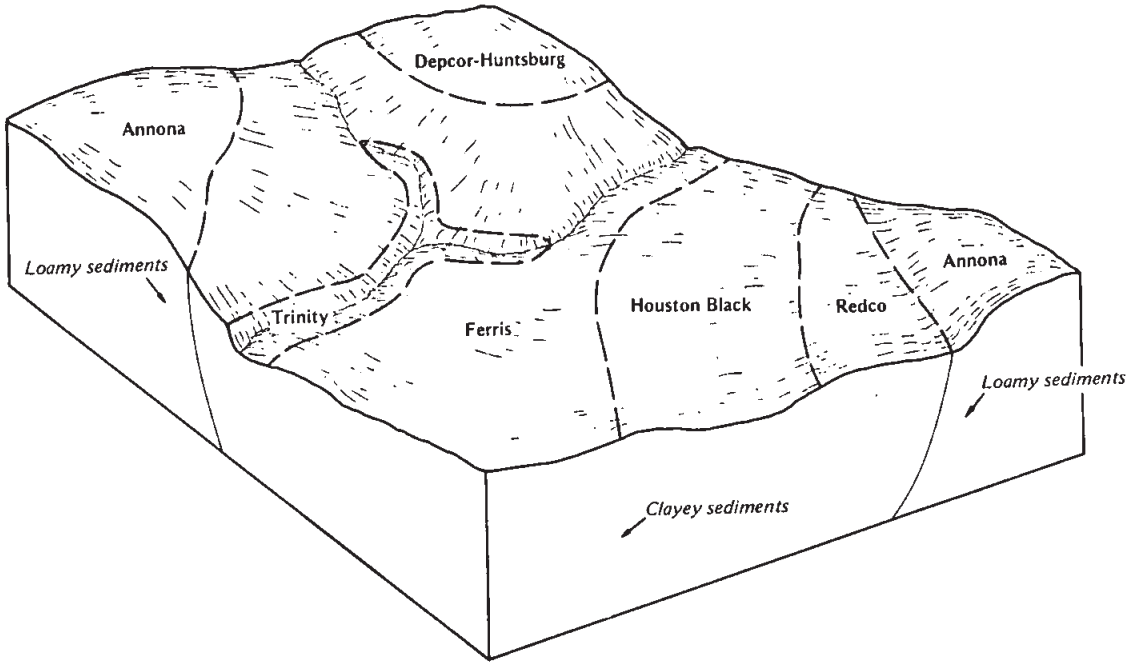 Depcor-Huntsburg
Annona
Loamy sediments
Annona
Trinity
Ferris
Houston Black
Redco
Loamy sediments
Clayey sediments